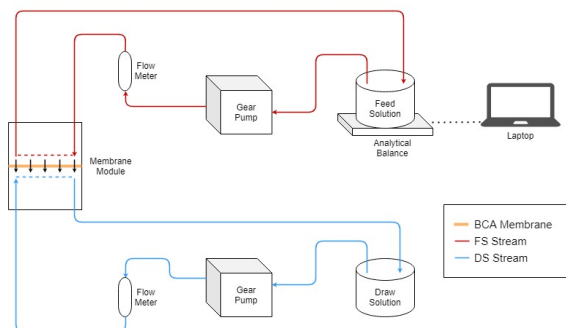 Flow
Meter
Gear
Pump
Feed
Solution
Analytical
Balance
Laptop
Membrane
Module
BCA Membrane
FS Stream
DS Stream
Flow
Meter
Gear
Pump
Draw
Solution